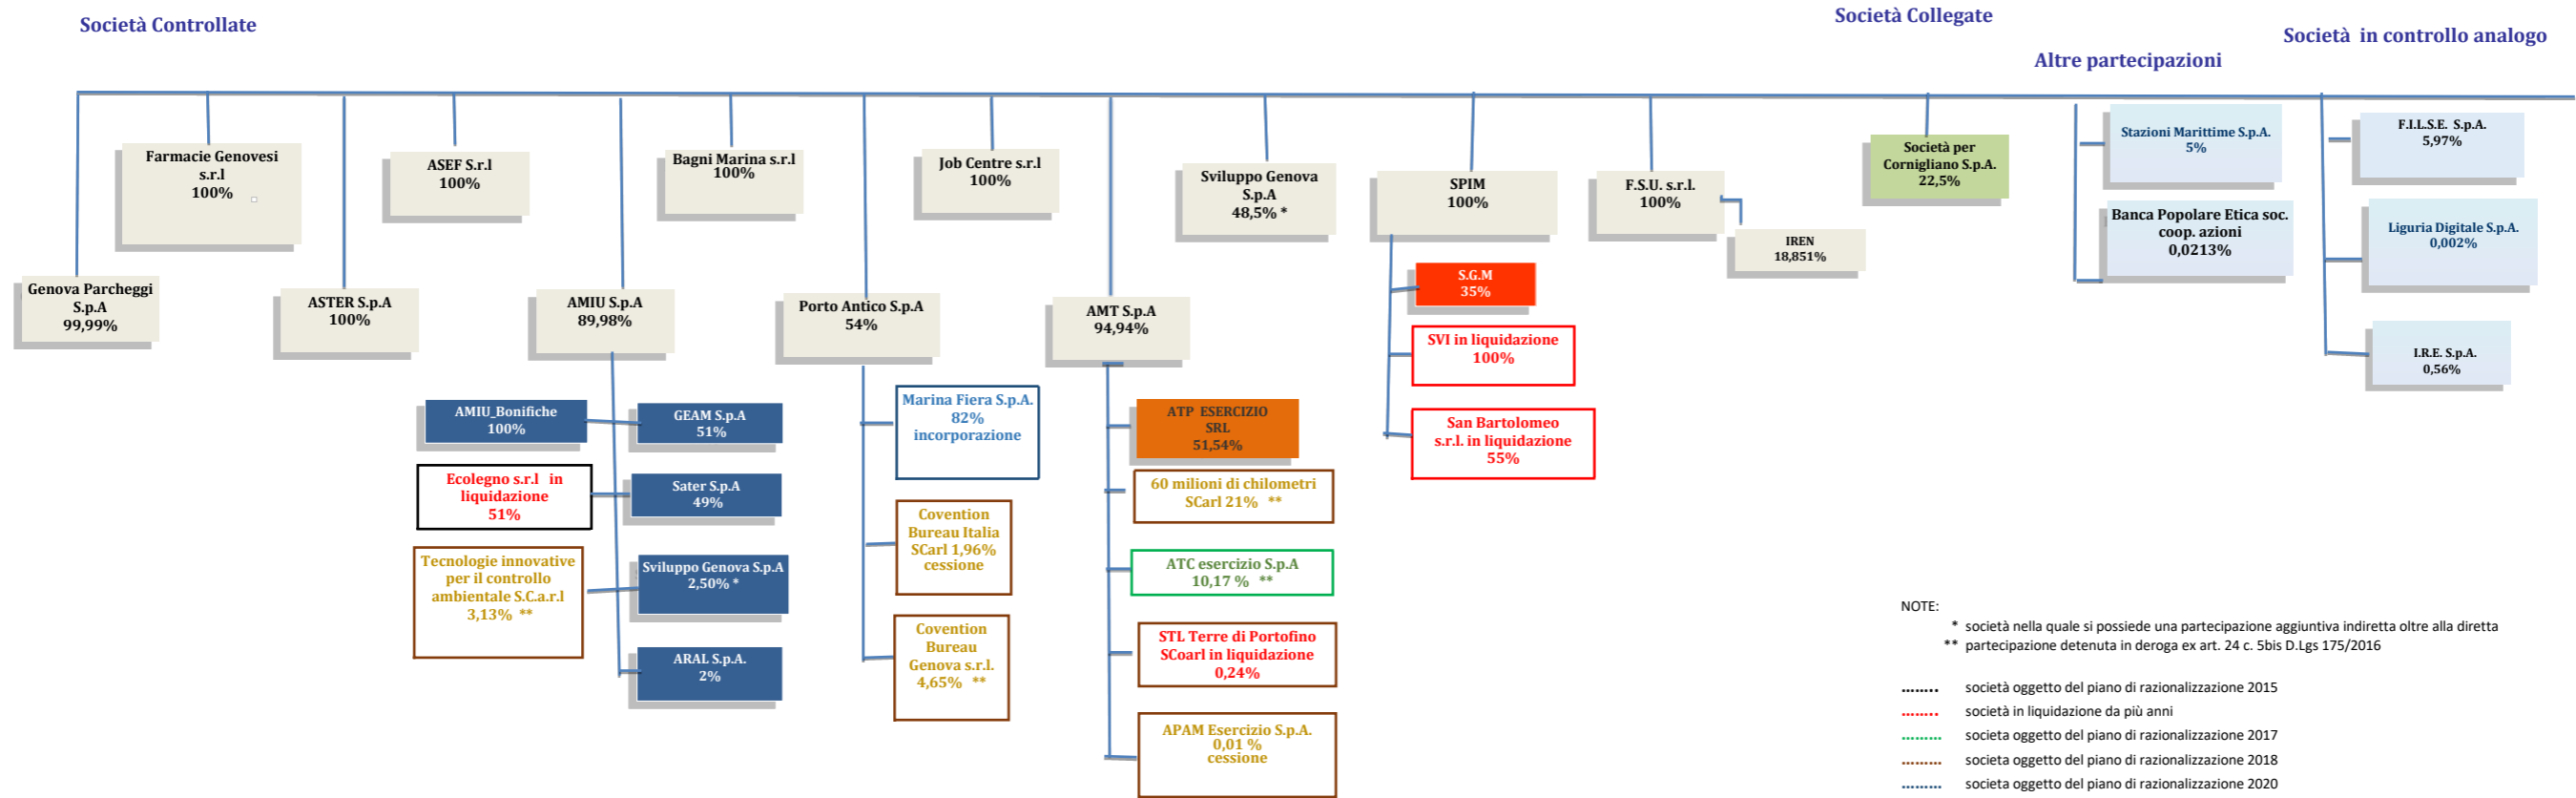 Società Controllate
Società Collegate
Società  in controllo analogo
Altre partecipazioni
Farmacie Genovesi
s.r.l
100%
ASEF S.r.l
100%
Bagni Marina s.r.l
100%
Job Centre s.r.l
100%
Sviluppo Genova
S.p.A
48,5% *
SPIM
100%
F.S.U. s.r.l.
100%
IREN
18,851%
Società per
Cornigliano S.p.A.
22,5%
Stazioni Marittime S.p.A.
5%
Banca Popolare Etica soc.
coop. azioni
0,0213%
F.I.L.S.E.  S.p.A.
5,97%
Liguria Digitale S.p.A.
0,002%
I.R.E. S.p.A.
0,56%
Genova Parcheggi
S.p.A
99,99%
ASTER S.p.A
100%
AMIU S.p.A
89,98%
Porto Antico S.p.A
54%
AMT S.p.A
94,94%
S.G.M
35%
SVI in liquidazione
100%
San Bartolomeo
s.r.l. in liquidazione
55%
AMIU_Bonifiche
100%
GEAM S.p.A
51%
Ecolegno s.r.l  in
liquidazione
51%
Sater S.p.A
49%
Tecnologie innovative
per il controllo
ambientale S.C.a.r.l
3,13%  **
Sviluppo Genova S.p.A
2,50% *
ARAL S.p.A.
2%
Marina Fiera S.p.A.
82%
incorporazione
Covention
Bureau Italia
SCarl 1,96%
cessione
Covention
Bureau
Genova s.r.l.
4,65%  **
ATP  ESERCIZIO
SRL
51,54%
60 milioni di chilometri
SCarl 21%  **
ATC esercizio S.p.A
10,17 %  **
STL Terre di Portofino
SCoarl in liquidazione
0,24%
APAM Esercizio S.p.A.
0,01 %
cessione
NOTE:
* società nella quale si possiede una partecipazione aggiuntiva indiretta oltre alla diretta
** partecipazione detenuta in deroga ex art. 24 c. 5bis D.Lgs 175/2016
........ società oggetto del piano di razionalizzazione 2015
........ società in liquidazione da più anni
......... societa oggetto del piano di razionalizzazione 2017
......... societa oggetto del piano di razionalizzazione 2018
......... societa oggetto del piano di razionalizzazione 2020